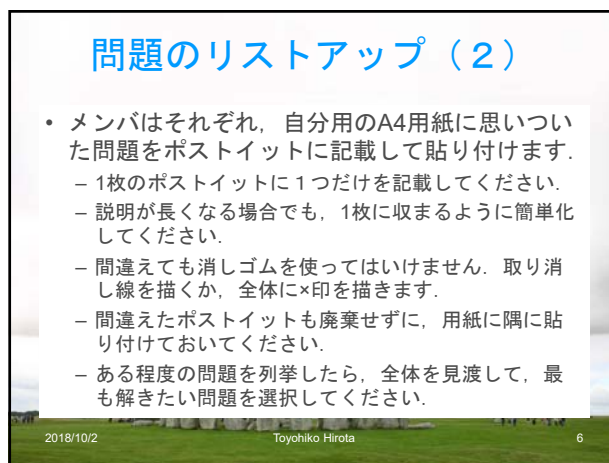 問題のリストアップ（２）
• メンバはそれぞれ，自分用のA4用紙に思いつい
た問題をポストイットに記載して貼り付けます．
– 1枚のポストイットに１つだけを記載してください．
– 説明が長くなる場合でも，1枚に収まるように簡単化
してください．
– 間違えても消しゴムを使ってはいけません．取り消
し線を描くか，全体に×印を描きます．
– 間違えたポストイットも廃棄せずに，用紙に隅に貼
り付けておいてください．
– ある程度の問題を列挙したら，全体を見渡して，最
も解きたい問題を選択してください．
2018/10/2 Toyohiko Hirota 6